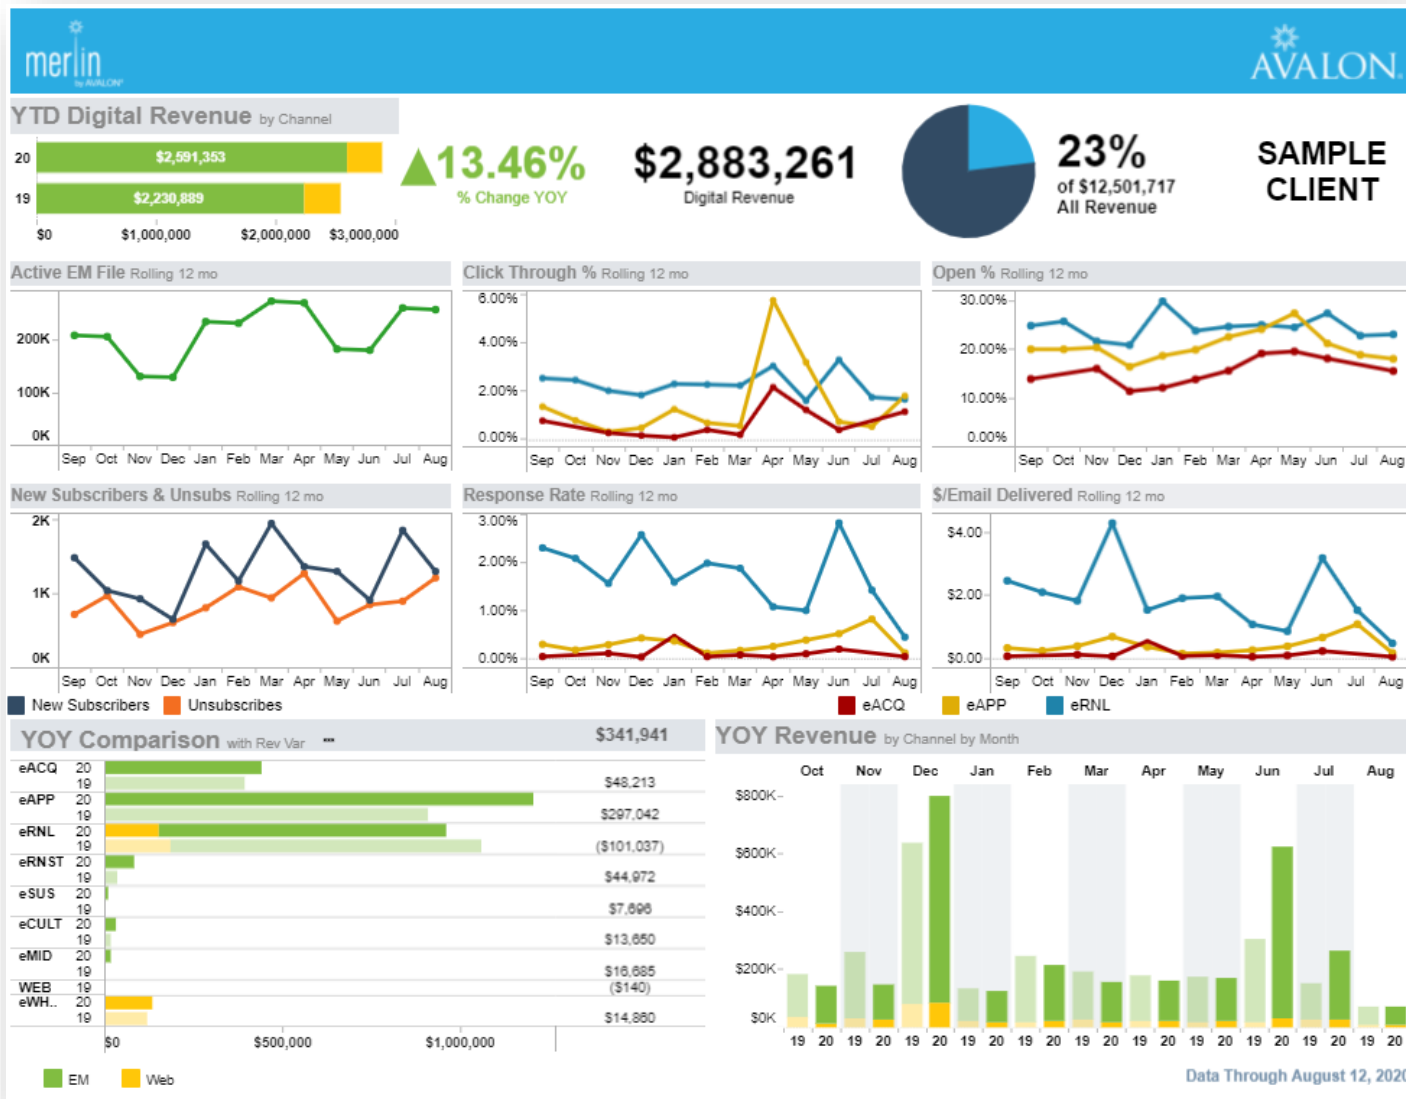 merlin
by AVALON®
AVALON.
YTD Digital Revenue by Channel
20 $2,591,353
19 $2,230,889
$0 $1,000,000 $2,000,000 $3,000,000
13.46%
% Change YOY
$2,883,261
Digital Revenue
23%
of $12,501,717
All Revenue
SAMPLE
CLIENT
Active EM File Rolling 12 mo
200K
100K
0K
Sep Oct Nov Dec Jan Feb Mar Apr May Jun Jul Aug
Click Through % Rolling 12 mo
6.00%
4.00%
2.00%
0.00%
Sep Oct Nov Dec Jan Feb Mar Apr May Jun Jul Aug
Open % Rolling 12 mo
30.00%
20.00%
10.00%
0.00%
Sep Oct Nov Dec Jan Feb Mar Apr May Jun Jul Aug
New Subscribers & Unsubs Rolling 12 mo
2K
1K
0K
Sep Oct Nov Dec Jan Feb Mar Apr May Jun Jul Aug
New Subscribers Unsubscribes
Response Rate Rolling 12 mo
3.00%
2.00%
1.00%
0.00%
Sep Oct Nov Dec Jan Feb Mar Apr May Jun Jul Aug
$/Email Delivered Rolling 12 mo
$4.00
$2.00
$0.00
Sep Oct Nov Dec Jan Feb Mar Apr May Jun Jul Aug
eACQ eAPP eRNL
YOY Comparison with Rev Var ... $341,941
eACQ 20
19 $48,213
eAPP 20
19 $297,042
eRNL 20
19 ($101,037)
eRNST 20
19 $44,972
eSUS 20
19 $7,696
eCULT 20
19 $13,650
eMID 20
19 $16,685
WEB 19 ($140)
eWH.. 20
19 $14,860
$0 $500,000 $1,000,000
EM Web
YOY Revenue by Channel by Month
Oct Nov Dec Jan Feb Mar Apr May Jun Jul Aug
$800K
$600K
$400K
$200K
$0K
19 20 19 20 19 20 19 20 19 20 19 20 19 20 19 20 19 20 19 20 19 20
Data Through August 12, 2020